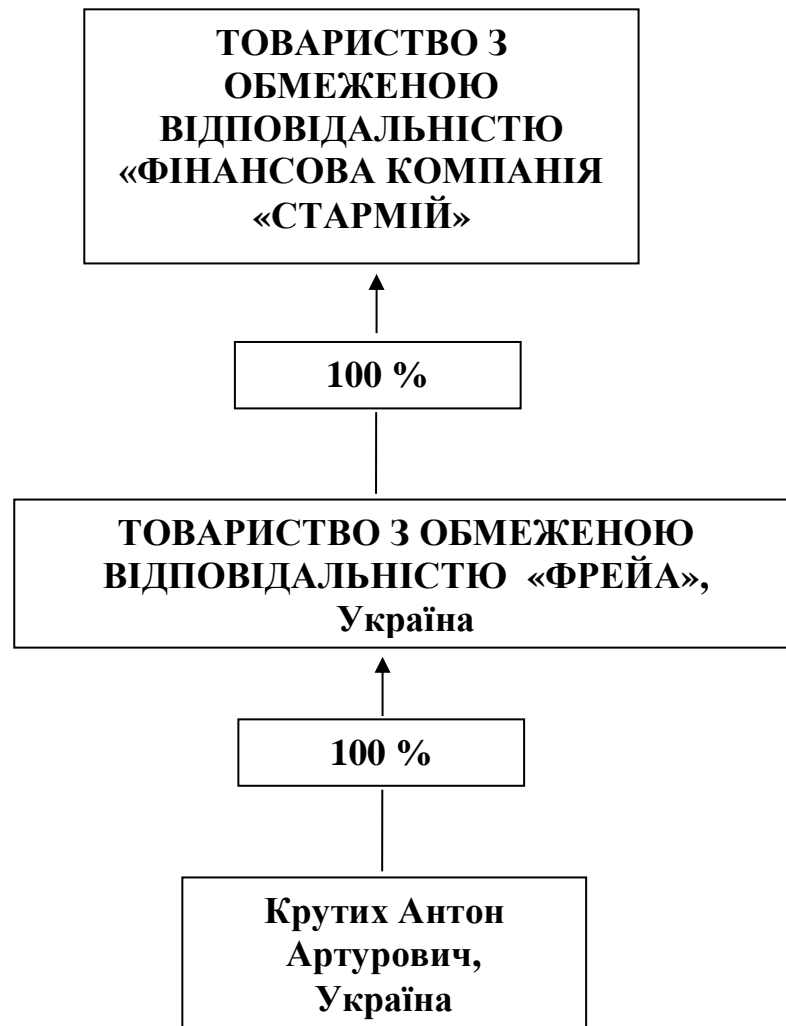 ТОВАРИСТВО З
ОБМЕЖЕНОЮ
ВІДПОВІДАЛЬНІСТЮ
«ФІНАНСОВА КОМПАНІЯ
«СТАРМІЙ»
100 %
ТОВАРИСТВО З ОБМЕЖЕНОЮ
ВІДПОВІДАЛЬНІСТЮ «ФРЕЙА»,
Україна
100 %
Крутих Антон
Артурович,
Україна